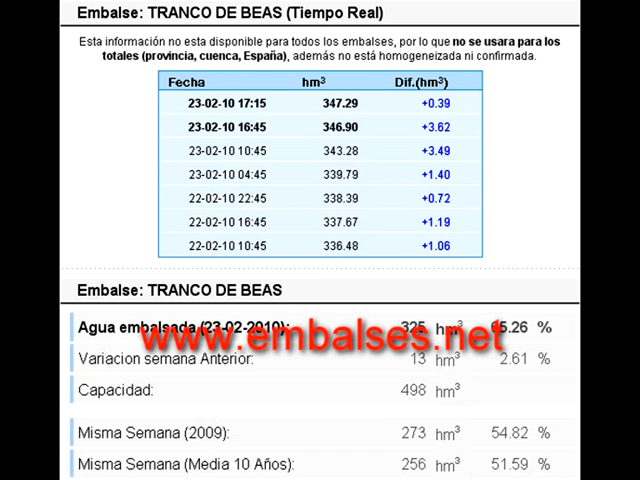 Embalse: TRANCO DE BEAS (Tiempo Real)
Esta información no esta disponible para todos los embalses, por lo que no se usara para los
totales (provincia, cuenca, España), además no está homogeneizada ni confirmada.
Fecha hm³ Dif.(hm³)
23-02-10 17:15 347.29 +0.39
23-02-10 16:45 346.90 +3.62
23-02-10 10:45 343.28 +3.49
23-02-10 04:45 339.79 +1.40
22-02-10 22:45 338.39 +0.72
22-02-10 16:45 337.67 +1.19
22-02-10 10:45 336.48 +1.06
Embalse: TRANCO DE BEAS
Agua embalsada (23-02-2010): 325 hm³ 65.26 %
www.embalses.net
Variacion semana Anterior: 13 hm³ 2.61 %
Capacidad: 498 hm³
Misma Semana (2009): 273 hm³ 54.82 %
Misma Semana (Media 10 Años): 256 hm³ 51.59 %